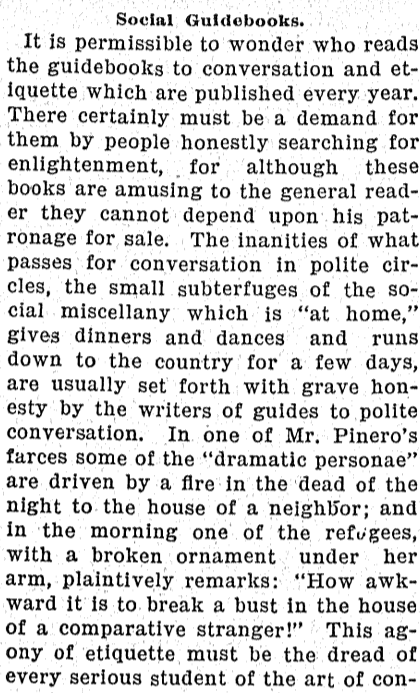 Social Guidebooks.
It is permissible to wonder who reads
the guidebooks to conversation and et-
iquette which are published every year.
There certainly must be a demand for
them by people honestly searching for
enlightenment, for although these
books are amusing to the general read-
er they cannot depend upon his pat-
ronage for sale. The inanities of what
passes for conversation in polite cir-
cles, the small subterfuges of the so-
cial miscellany which is "at home,"
gives dinners and dances and runs
down to the country for a few days,
are usually set forth with grave hon-
esty by the writers of guides to polite
conversation. In one of Mr. Pinero's
farces some of the "dramatic personae"
are driven by a fire in the dead of the
night to the house of a neighbor; and
in the morning one of the refugees,
with a broken ornament under her
arm, plaintively remarks: "How awk-
ward it is to break a bust in the house
of a comparative stranger!" This ag-
ony of etiquette must be the dread of
every serious student of the art of con-